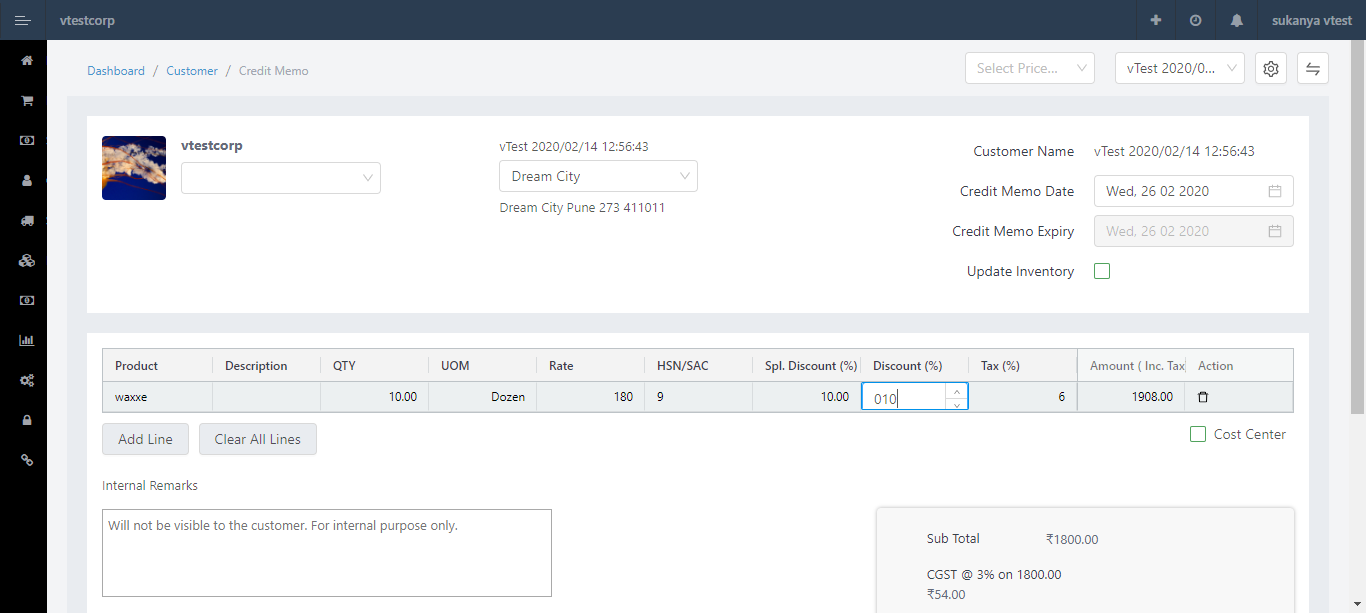 vtestcorp
sukanya vtest
Dashboard / Customer / Credit Memo
Select Price...
vTest 2020/0...
vtestcorp
vTest 2020/02/14 12:56:43
Dream City
Dream City Pune 273 411011
Customer Name vTest 2020/02/14 12:56:43
Credit Memo Date Wed, 26 02 2020
Credit Memo Expiry Wed, 26 02 2020
Update Inventory
Product Description QTY UOM Rate HSN/SAC Spl. Discount (%) Discount (%) Tax (%) Amount ( Inc. Tax Action
waxxe 10.00 Dozen 180 9 10.00 010 6 1908.00
Add Line Clear All Lines
Cost Center
Internal Remarks
Will not be visible to the customer. For internal purpose only.
Sub Total ₹1800.00
CGST @ 3% on 1800.00
₹54.00